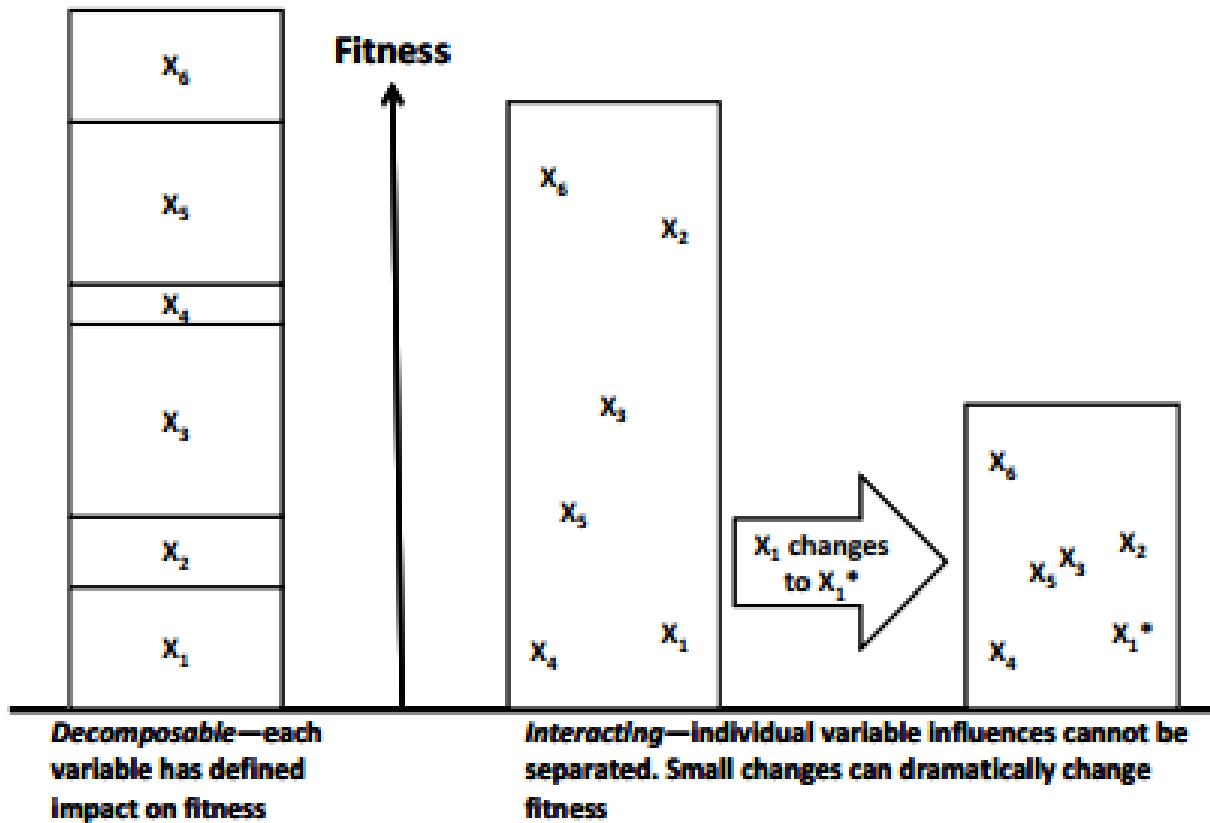 Fitness
X₆
X₅
X₄
X₃
X₂
X₁
X₆
X₂
X₃
X₅
X₁
X₄
X₁ changes
to X₁*
X₆
X₂
X₅ X₃
X₁*
X₄
Decomposable—each
variable has defined
impact on fitness
Interacting—individual variable influences cannot be
separated. Small changes can dramatically change
fitness